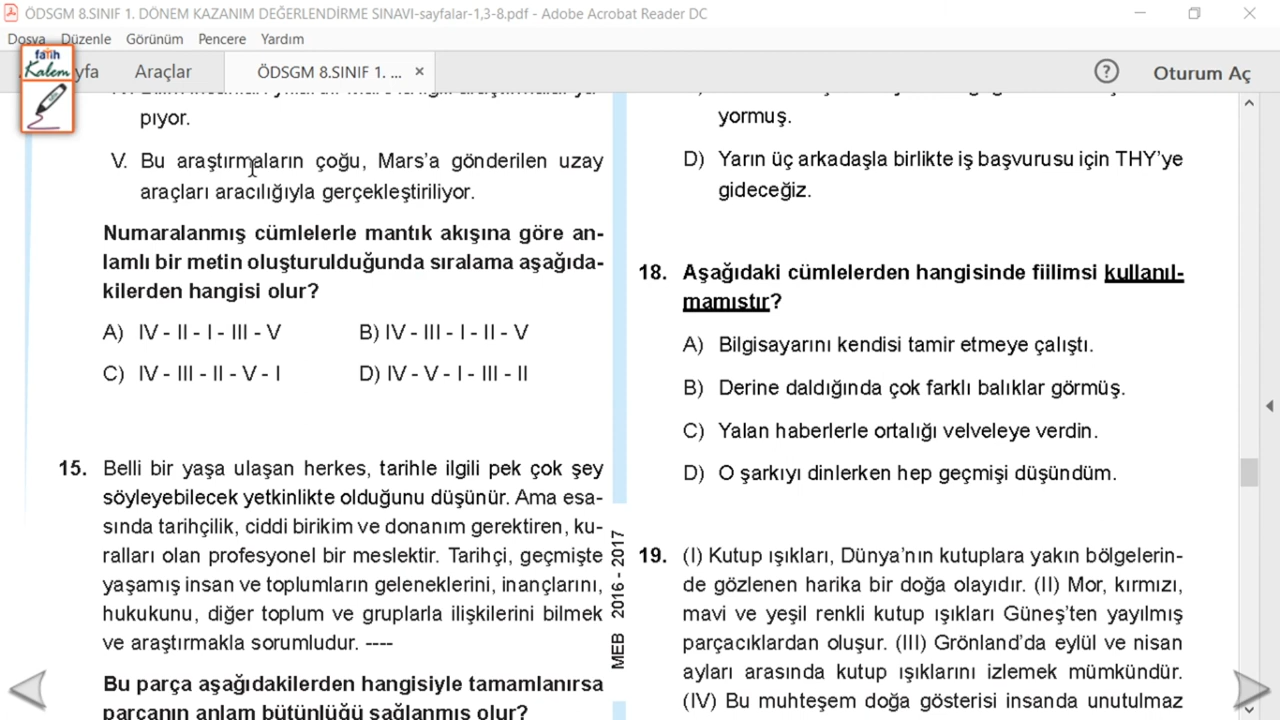 ÖDSGM 8.SINIF 1. DÖNEM KAZANIM DEĞERLENDİRME SINAVI-sayfalar-1,3-8.pdf - Adobe Acrobat Reader DC
Dosya Düzenle Görünüm Pencere Yardım
fatih
Kalem
yfa Araçlar ÖDSGM 8.SINIF 1. ... × ? Oturum Aç
pıyor.
V. Bu araştırmaların çoğu, Mars'a gönderilen uzay
araçları aracılığıyla gerçekleştiriliyor.
Numaralanmış cümlelerle mantık akışına göre an-
lamlı bir metin oluşturulduğunda sıralama aşağıda-
kilerden hangisi olur?
A) IV - II - I - III - V B) IV - III - I - II - V
C) IV - III - II - V - I D) IV - V - I - III - II
15. Belli bir yaşa ulaşan herkes, tarihle ilgili pek çok şey
söyleyebilecek yetkinlikte olduğunu düşünür. Ama esa-
sında tarihçilik, ciddi birikim ve donanım gerektiren, ku-
ralları olan profesyonel bir meslektir. Tarihçi, geçmişte
yaşamış insan ve toplumların geleneklerini, inançlarını,
hukukunu, diğer toplum ve gruplarla ilişkilerini bilmek
ve araştırmakla sorumludur. ----
Bu parça aşağıdakilerden hangisiyle tamamlanırsa
parçanın anlam bütünlüğü sağlanmış olur?
MEB 2016 - 2017
yormuş.
D) Yarın üç arkadaşla birlikte iş başvurusu için THY'ye
gideceğiz.
18. Aşağıdaki cümlelerden hangisinde fiilimsi kullanıl-
mamıştır?
A) Bilgisayarını kendisi tamir etmeye çalıştı.
B) Derine daldığında çok farklı balıklar görmüş.
C) Yalan haberlerle ortalığı velveleye verdin.
D) O şarkıyı dinlerken hep geçmişi düşündüm.
19. (I) Kutup ışıkları, Dünya'nın kutuplara yakın bölgelerin-
de gözlenen harika bir doğa olayıdır. (II) Mor, kırmızı,
mavi ve yeşil renkli kutup ışıkları Güneş'ten yayılmış
parçacıklardan oluşur. (III) Grönland'da eylül ve nisan
ayları arasında kutup ışıklarını izlemek mümkündür.
(IV) Bu muhteşem doğa gösterisi insanda unutulmaz